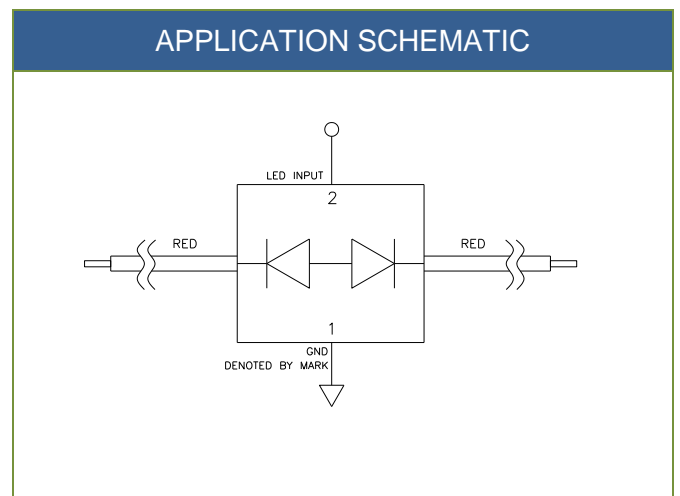 APPLICATION SCHEMATIC
LED INPUT
2
RED
RED
1
GND
DENOTED BY MARK